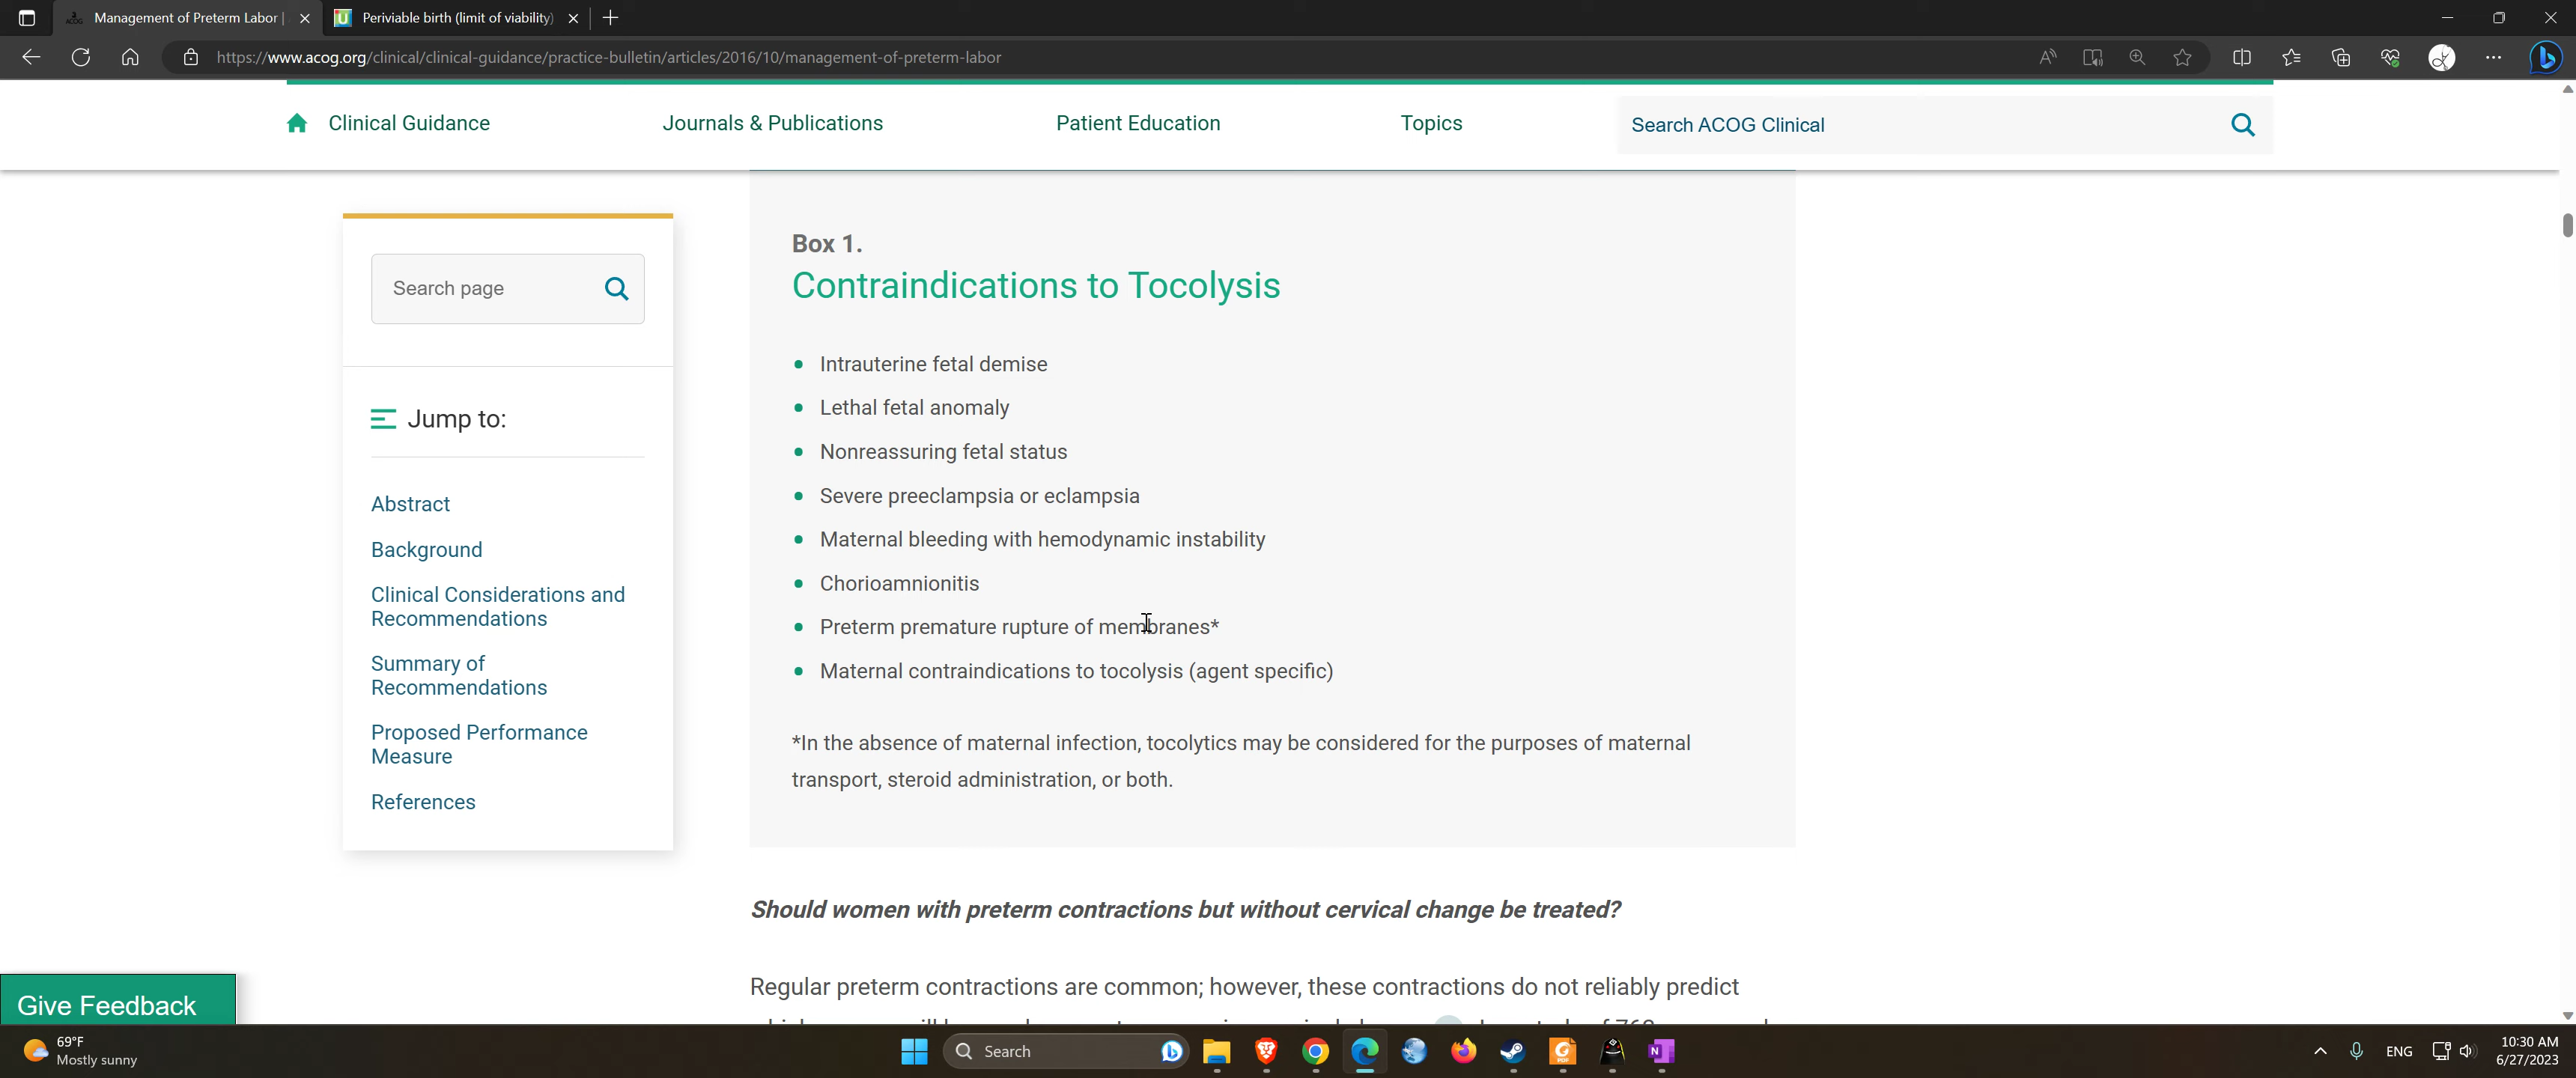 Management of Preterm Labor |
Periviable birth (limit of viability)
https://www.acog.org/clinical/clinical-guidance/practice-bulletin/articles/2016/10/management-of-preterm-labor
Clinical Guidance
Journals & Publications
Patient Education
Topics
Search ACOG Clinical
Search page
Jump to:
Abstract
Background
Clinical Considerations and
Recommendations
Summary of
Recommendations
Proposed Performance
Measure
References
Box 1.
Contraindications to Tocolysis
Intrauterine fetal demise
Lethal fetal anomaly
Nonreassuring fetal status
Severe preeclampsia or eclampsia
Maternal bleeding with hemodynamic instability
Chorioamnionitis
Preterm premature rupture of membranes*
Maternal contraindications to tocolysis (agent specific)
*In the absence of maternal infection, tocolytics may be considered for the purposes of maternal
transport, steroid administration, or both.
Should women with preterm contractions but without cervical change be treated?
Regular preterm contractions are common; however, these contractions do not reliably predict
Give Feedback
69°F
Mostly sunny
Search
ENG
10:30 AM
6/27/2023